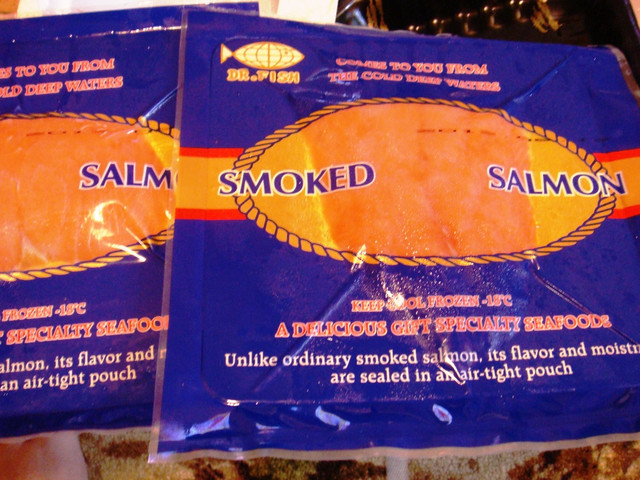 ES TO YOU FROM
OLD DEEP WATERS
SALM
FROZEN -18°C
T SPECIALTY SEAFOO
almon, its flavor and
an air-tight pouch
DR. FISH
COMES TO YOU FROM
THE COLD DEEP WATERS
SMOKED SALMON
KEEP COOL FROZEN -18°C
A DELICIOUS GIFT SPECIALTY SEAFOODS
Unlike ordinary smoked salmon, its flavor and moistu
are sealed in an air-tight pouch